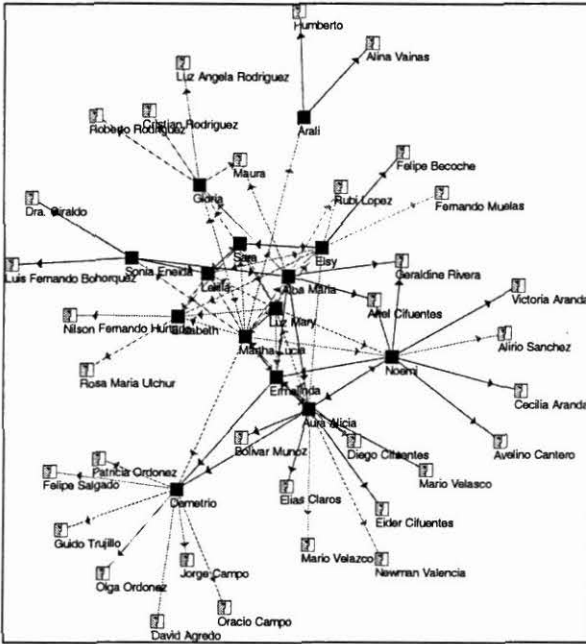 Humberto
Alina Vainas
Luz Angela Rodriguez
Arali
Cristian Rodriguez
Roberto Rodriguez
Felipe Becoche
Maura
Gloria
Rubi Lopez
Fernando Muelas
Dra. Giraldo
Sara
Elsy
Sonia Eneida
Geraldine Rivera
Luis Fernando Bohorquez
Leyla
Alba Maria
Victoria Aranda
Ariel Cifuentes
Nilson Fernando Hurtado
Elizabeth
Luz Mary
Alirio Sanchez
Martha Lucia
Noemi
Rosa Maria Ulchur
Ermelinda
Cecilia Aranda
Aura Alicia
Bolivar Munoz
Diego Cifuentes
Avelino Cantero
Patricia Ordonez
Mario Velasco
Felipe Salgado
Demetrio
Elias Claros
Eider Cifuentes
Guido Trujillo
Mario Velazco
Newman Valencia
Olga Ordonez
Jorge Campo
Oracio Campo
David Agredo